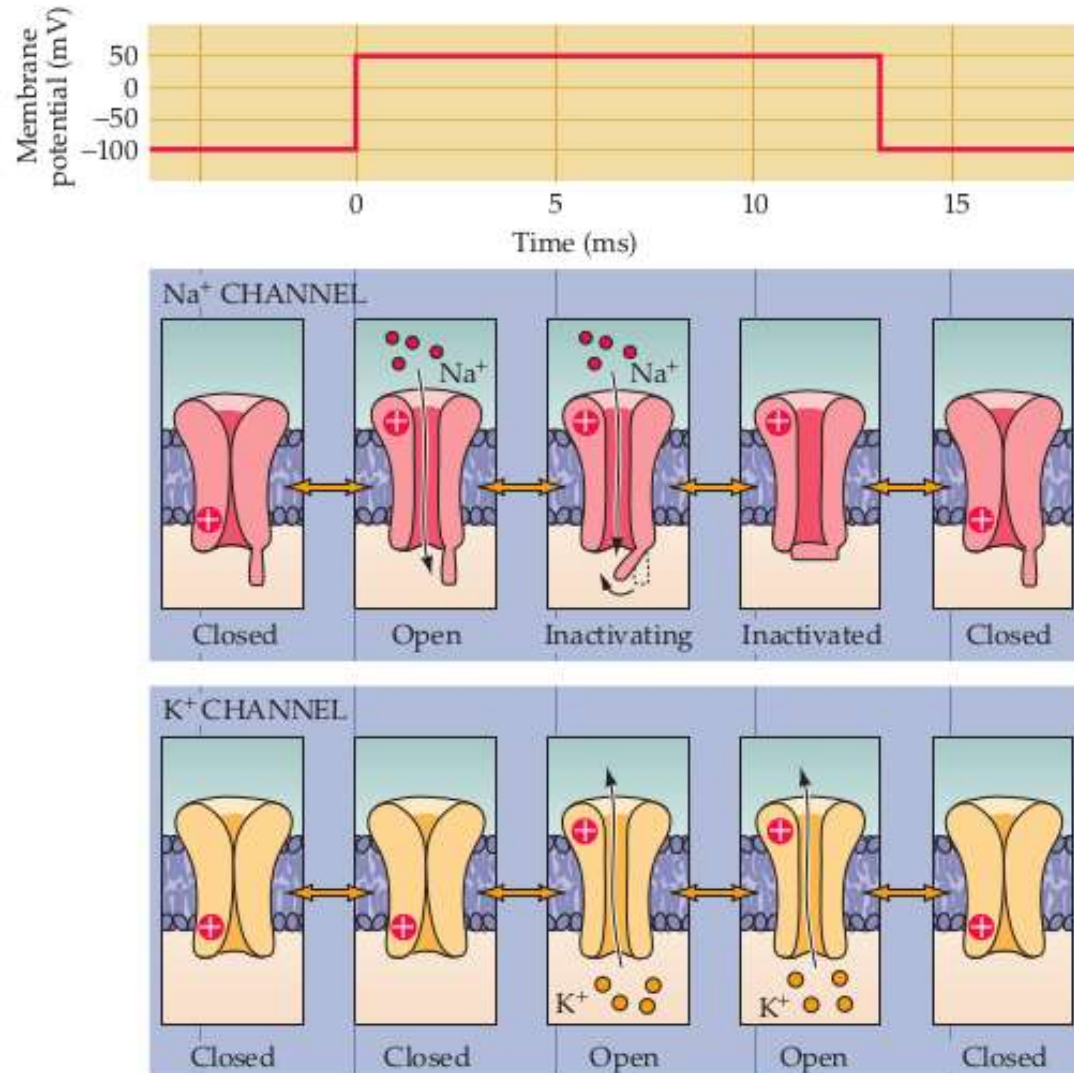 Membrane
potential (mV)
50
0
−50
−100
0 5 10 15
Time (ms)
Na⁺ CHANNEL
Na⁺ Na⁺
+ + + + +
Closed Open Inactivating Inactivated Closed
K⁺ CHANNEL
+ + + + +
K⁺ K⁺
Closed Closed Open Open Closed